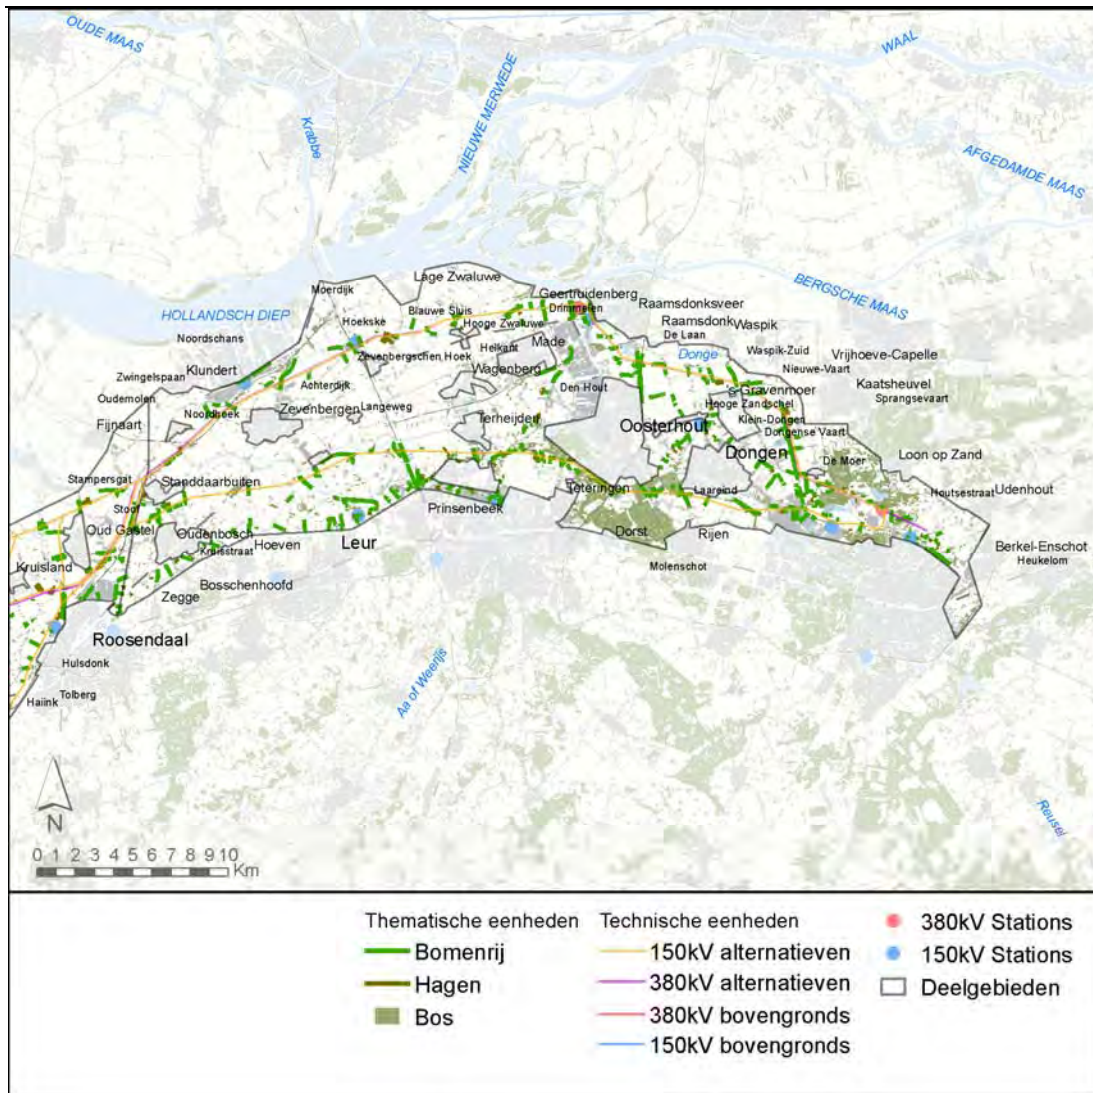 OUDE MAAS
WAAL
NIEUWE MERWEDE
Krabbe
AFGEDAMDE MAAS
Lage Zwaluwe
BERGSCHE MAAS
Moerdijk
Geertruidenberg
Raamsdonksveer
HOLLANDSCH DIEP
Blauwe Sluis
Drimmelen
Hoekske
Hooge Zwaluwe
Raamsdonk
Waspik
Noordschans
De Laan
Made
Helkant
Zevenbergschen Hoek
Donge
Waspik-Zuid
Vrijhoeve-Capelle
Klundert
Wagenberg
Nieuwe-Vaart
Zwingelspaan
Achterdijk
Den Hout
's-Gravenmoer
Kaatsheuvel
Oudemolen
Sprangsevaart
Noordhoek
Zevenbergen
Langeweg
Hooge Zandschel
Fijnaart
Terheijden
Oosterhout
Klein-Dongen
Dongense Vaart
Dongen
Loon op Zand
De Moer
Stampersgat
Standdaarbuiten
Teteringen
Laareind
Houtsestraat
Udenhout
Stoof
Prinsenbeek
Oud Gastel
Oudenbosch
Dorst
Rijen
Leur
Hoeven
Kruisstraat
Berkel-Enschot
Heukelom
Kruisland
Molenschot
Bosschenhoofd
Zegge
Roosendaal
Hulsdonk
Aa of Weerijs
Tolberg
Haiink
Reusel
N
0 1 2 3 4 5 6 7 8 9 10
Km
Thematische eenheden
Bomenrij
Hagen
Bos
Technische eenheden
150kV alternatieven
380kV alternatieven
380kV bovengronds
150kV bovengronds
380kV Stations
150kV Stations
Deelgebieden